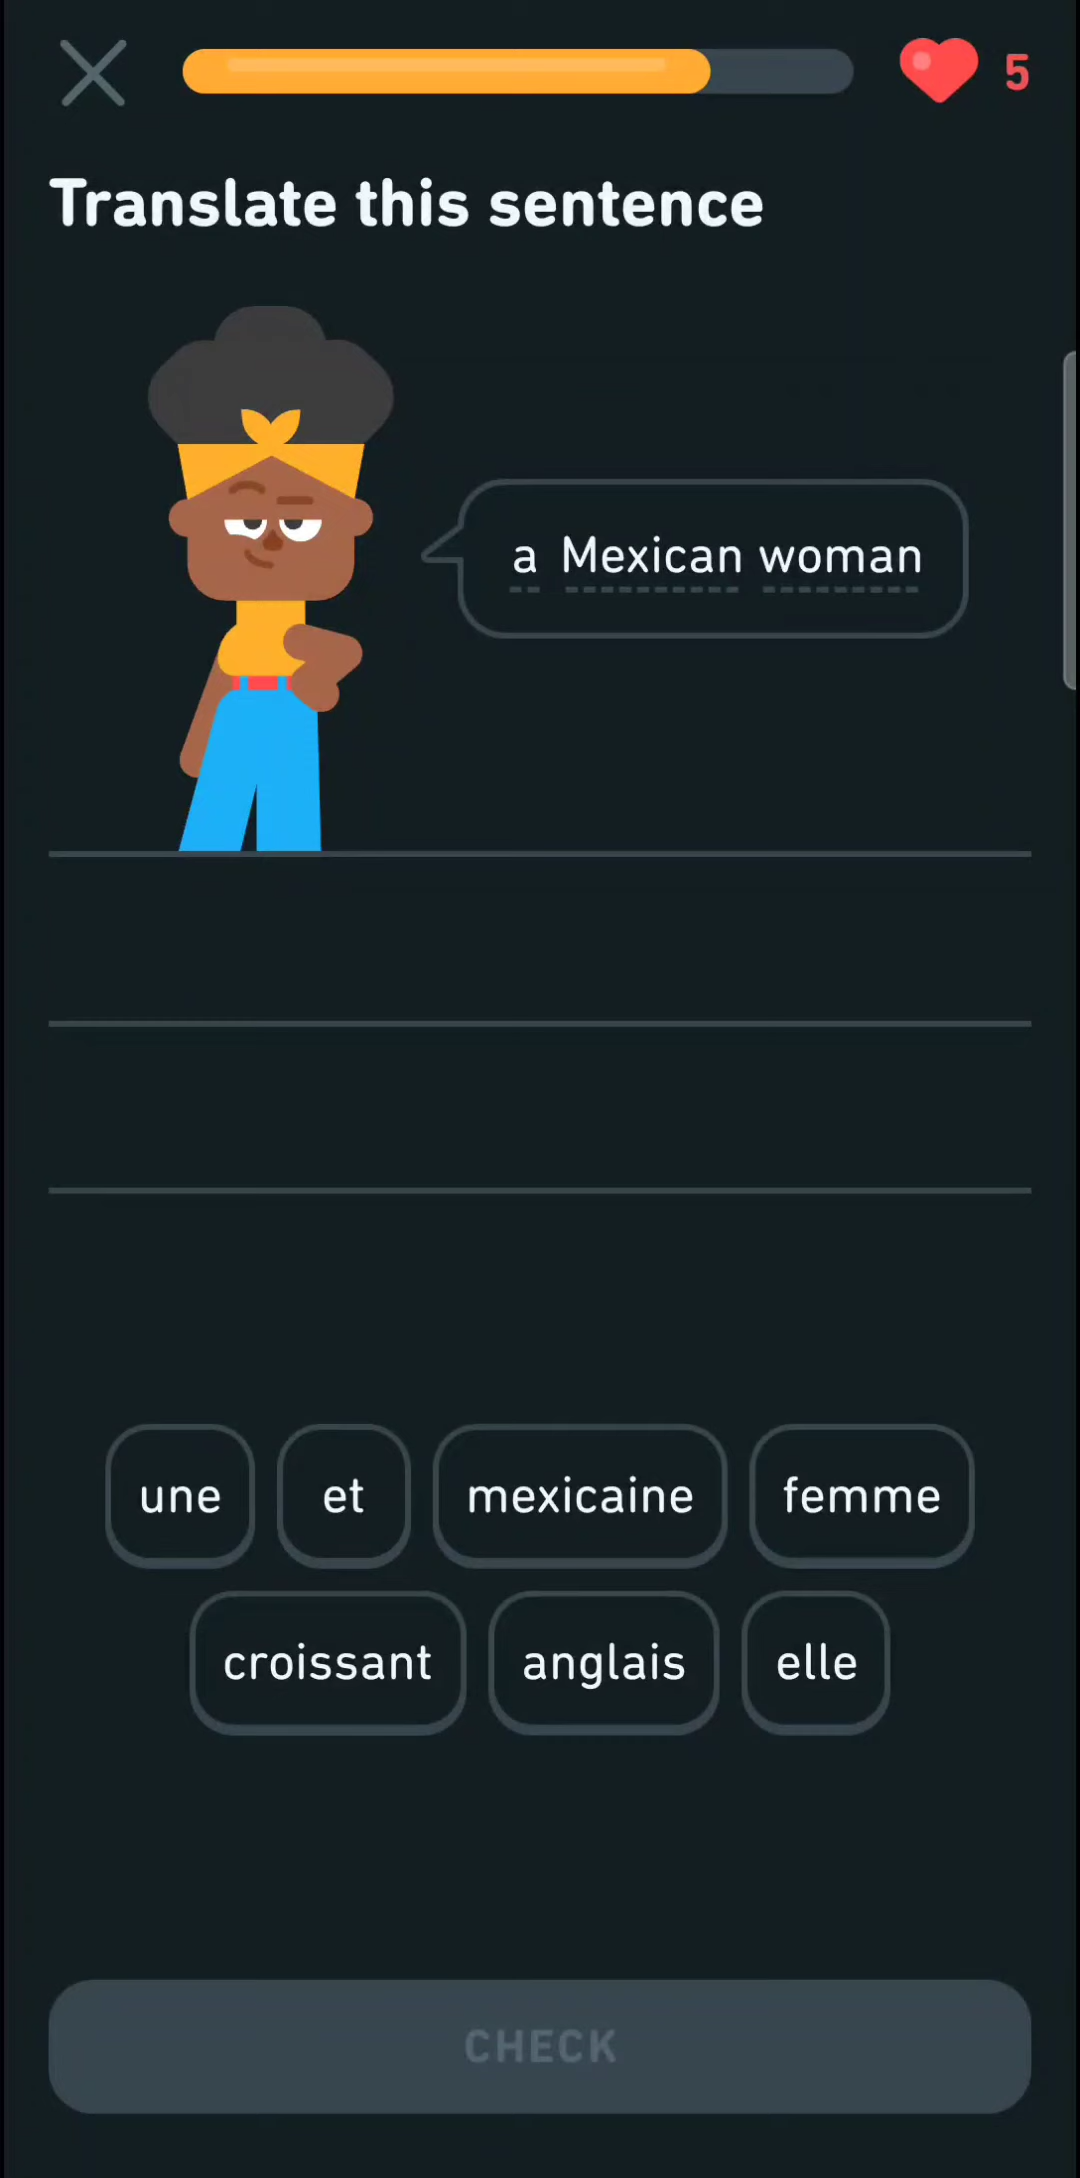 5
Translate this sentence
a Mexican woman
une et mexicaine femme
croissant anglais elle
CHECK